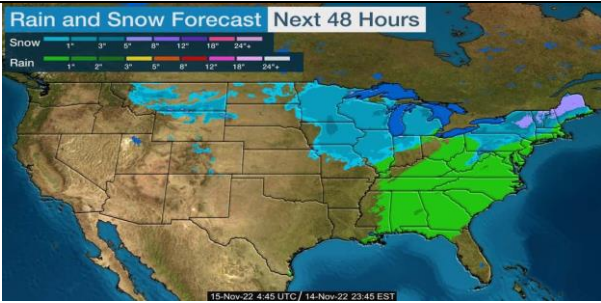 Rain and Snow Forecast Next 48 Hours
Snow 1" 3" 5" 8" 12" 18" 24"+
Rain 1" 2" 3" 5" 8" 12" 18" 24"+
15-Nov-22 4:45 UTC / 14-Nov-22 23:45 EST